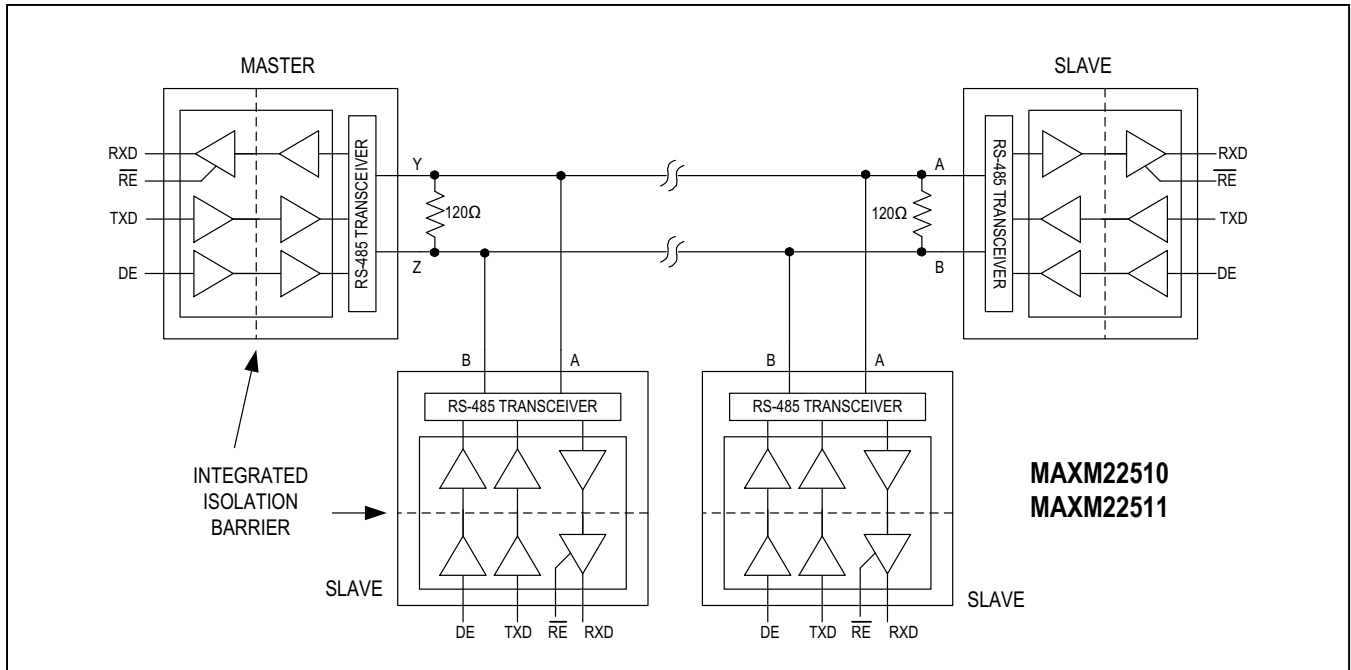 MASTER
SLAVE
RXD
RE
TXD
DE
RS-485 TRANSCEIVER
Y
Z
120Ω
120Ω
A
B
RS-485 TRANSCEIVER
RXD
RE
TXD
DE
B
A
B
A
RS-485 TRANSCEIVER
RS-485 TRANSCEIVER
INTEGRATED
ISOLATION
BARRIER
MAXM22510
MAXM22511
SLAVE
SLAVE
DE
TXD
RE
RXD
DE
TXD
RE
RXD